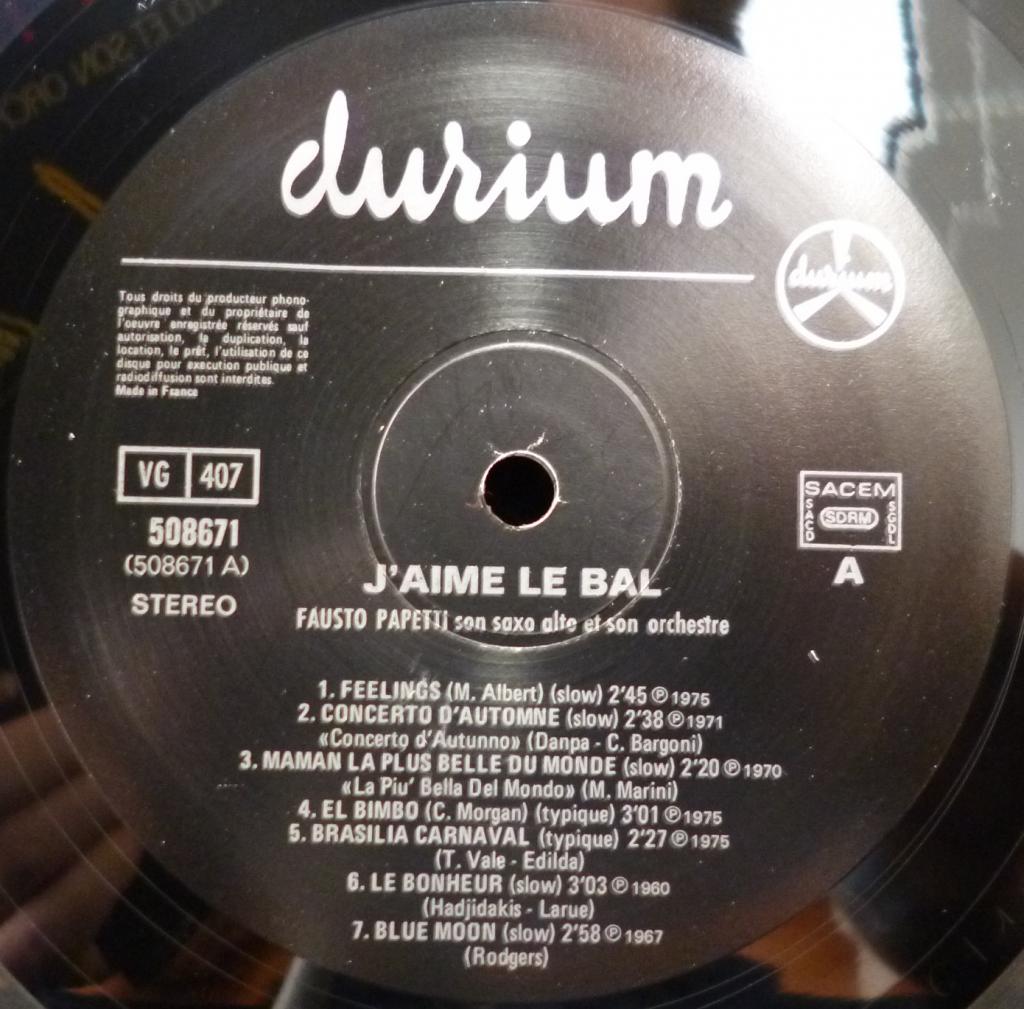 durium
durium
Tous droits du producteur phono-
graphique et du propriétaire de
l'oeuvre enregistrée réservés sauf
autorisation, la duplication, la
location, le prêt, l'utilisation de ce
disque pour execution publique et
radiodiffusion sont interdites.
Made in France
VG 407
508671
(508671 A)
STEREO
SACEM
SACD SDRM SGDL
A
J'AIME LE BAL
FAUSTO PAPETTI son saxo alto et son orchestre
1. FEELINGS (M. Albert) (slow) 2'45 ℗ 1975
2. CONCERTO D'AUTOMNE (slow) 2'38 ℗ 1971
«Concerto d'Autunno» (Danpa - C. Bargoni)
3. MAMAN LA PLUS BELLE DU MONDE (slow) 2'20 ℗ 1970
«La Piu' Bella Del Mondo» (M. Marini)
4. EL BIMBO (C. Morgan) (typique) 3'01 ℗ 1975
5. BRASILIA CARNAVAL (typique) 2'27 ℗ 1975
(T. Vale - Edilda)
6. LE BONHEUR (slow) 3'03 ℗ 1960
(Hadjidakis - Larue)
7. BLUE MOON (slow) 2'58 ℗ 1967
(Rodgers)